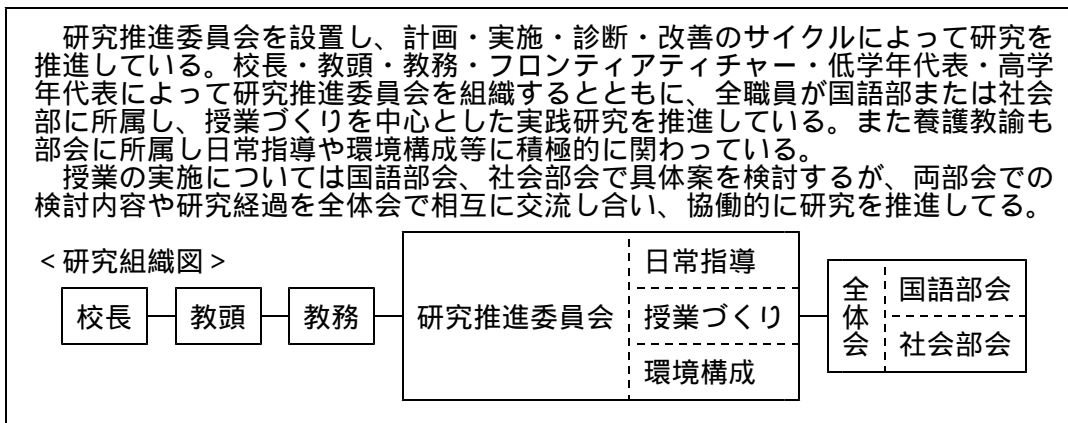 研究推進委員会を設置し、計画・実施・診断・改善のサイクルによって研究を
推進している。校長・教頭・教務・フロンティアティチャー・低学年代表・高学
年代表によって研究推進委員会を組織するとともに、全職員が国語部または社会
部に所属し、授業づくりを中心とした実践研究を推進している。また養護教諭も
部会に所属し日常指導や環境構成等に積極的に関わっている。
　授業の実施については国語部会、社会部会で具体案を検討するが、両部会での
検討内容や研究経過を全体会で相互に交流し合い、協働的に研究を推進してる。
<研究組織図>
校長
教頭
教務
研究推進委員会
日常指導
授業づくり
環境構成
全体会
国語部会
社会部会